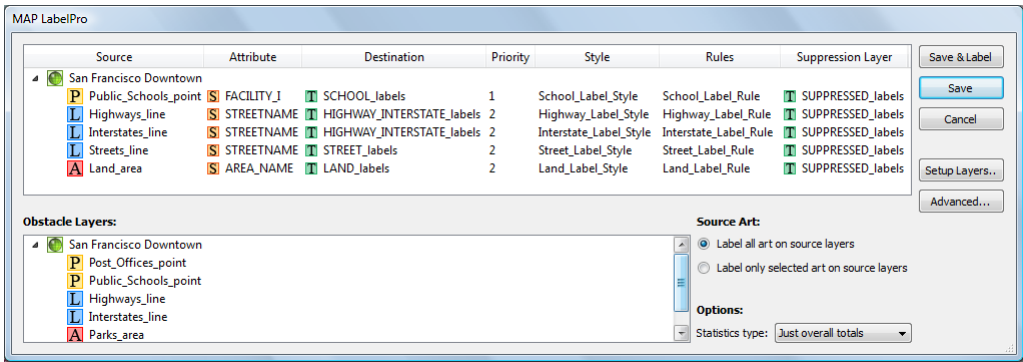 MAP LabelPro
Source Attribute Destination Priority Style Rules Suppression Layer
San Francisco Downtown
P Public_Schools_point S FACILITY_I T SCHOOL_labels 1 School_Label_Style School_Label_Rule T SUPPRESSED_labels
L Highways_line S STREETNAME T HIGHWAY_INTERSTATE_labels 2 Highway_Label_Style Highway_Label_Rule T SUPPRESSED_labels
L Interstates_line S STREETNAME T HIGHWAY_INTERSTATE_labels 2 Interstate_Label_Style Interstate_Label_Rule T SUPPRESSED_labels
L Streets_line S STREETNAME T STREET_labels 2 Street_Label_Style Street_Label_Rule T SUPPRESSED_labels
A Land_area S AREA_NAME T LAND_labels 2 Land_Label_Style Land_Label_Rule T SUPPRESSED_labels
Save & Label
Save
Cancel
Setup Layers..
Advanced...
Obstacle Layers:
San Francisco Downtown
P Post_Offices_point
P Public_Schools_point
L Highways_line
L Interstates_line
A Parks_area
Source Art:
Label all art on source layers
Label only selected art on source layers
Options:
Statistics type: Just overall totals